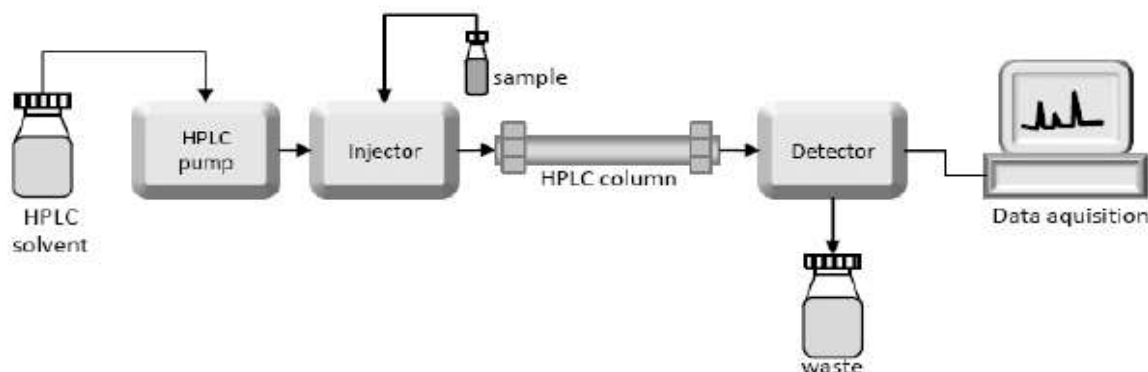 HPLC
solvent
HPLC
pump
Injector
sample
HPLC column
Detector
waste
Data aquisition